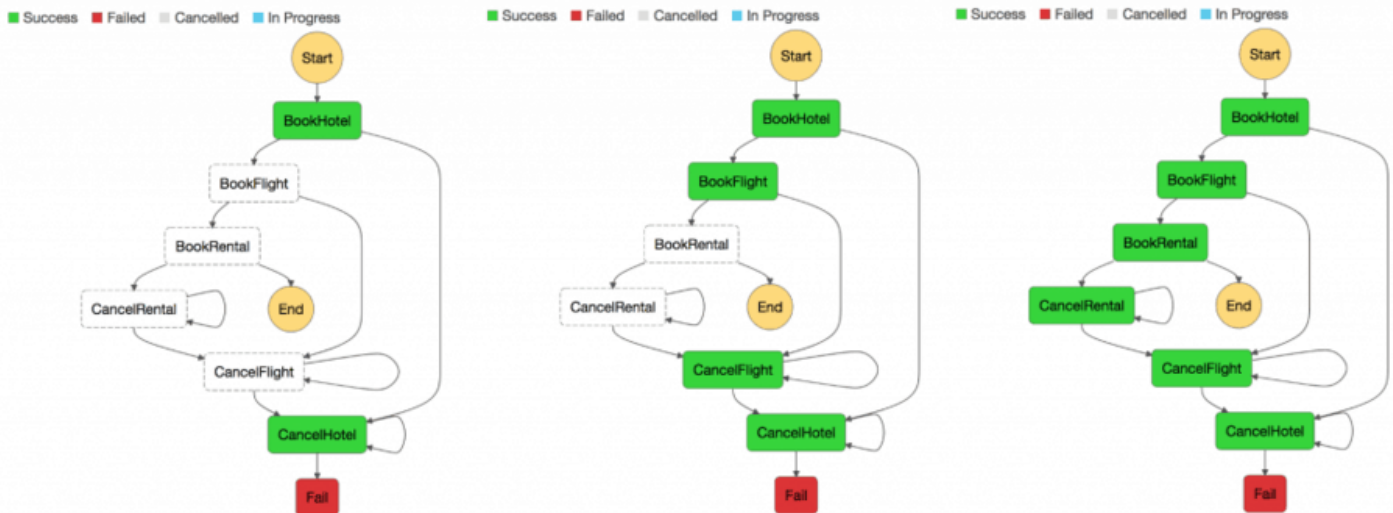 Success Failed Cancelled In Progress
Start
BookHotel
BookFlight
BookRental
CancelRental
End
CancelFlight
CancelHotel
Fail
Success Failed Cancelled In Progress
Start
BookHotel
BookFlight
BookRental
CancelRental
End
CancelFlight
CancelHotel
Fail
Success Failed Cancelled In Progress
Start
BookHotel
BookFlight
BookRental
CancelRental
End
CancelFlight
CancelHotel
Fail